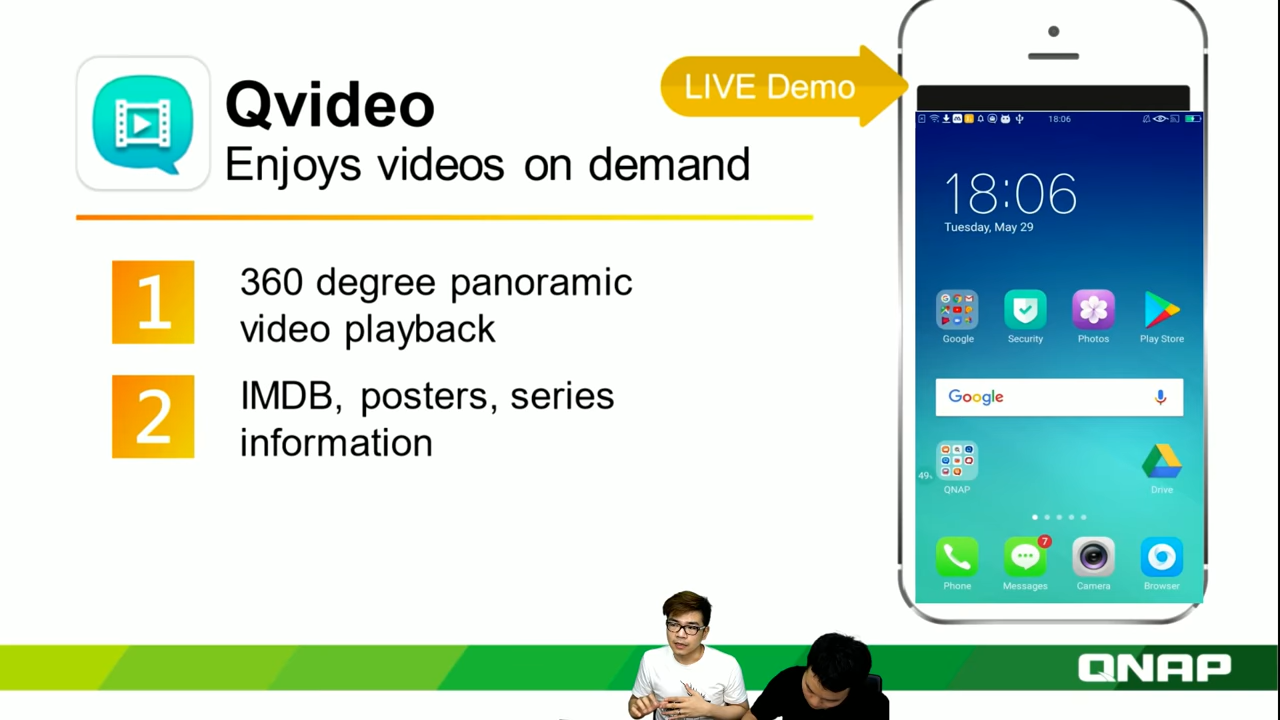 Qvideo
Enjoys videos on demand
LIVE Demo
1
360 degree panoramic
video playback
2
IMDB, posters, series
information
18:06
18:06
Tuesday, May 29
Google
Security
Photos
Play Store
Google
49%
QNAP
Drive
7
Phone
Messages
Camera
Browser
QNAP